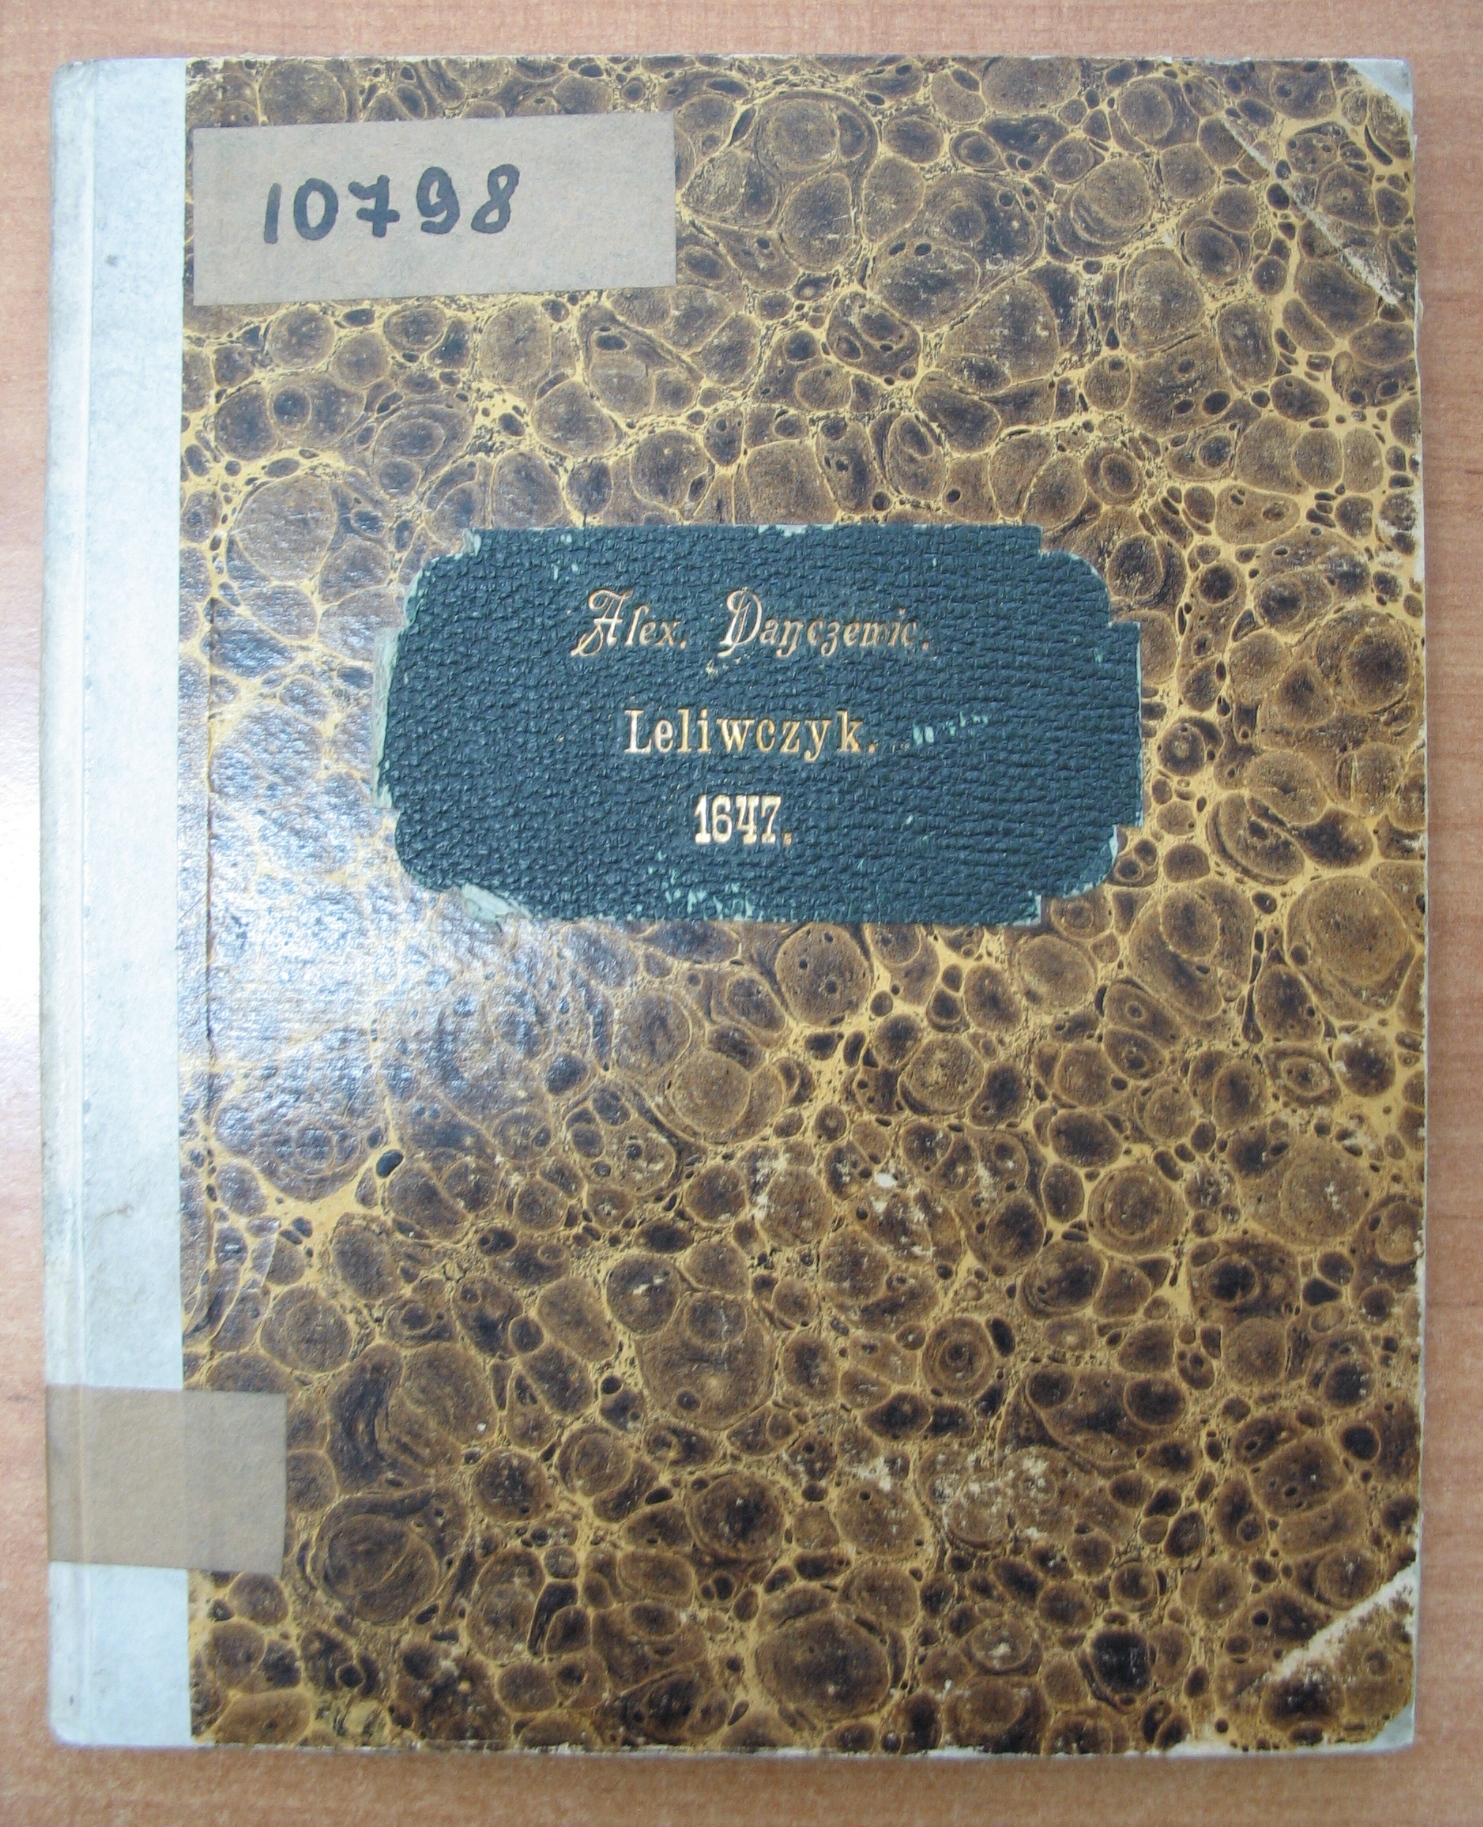 10798
Alex. Danczewic.
Leliwczyk.
1647.